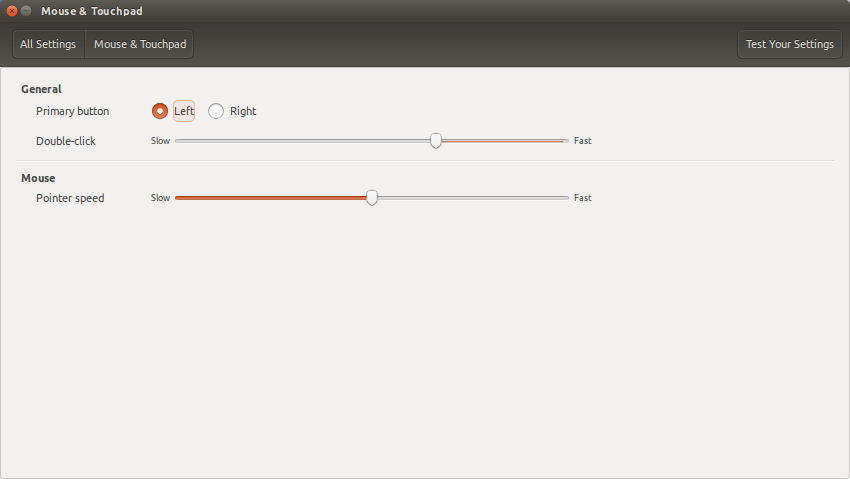 Mouse & Touchpad
All Settings Mouse & Touchpad Test Your Settings
General
Primary button Left Right
Double-click Slow Fast
Mouse
Pointer speed Slow Fast